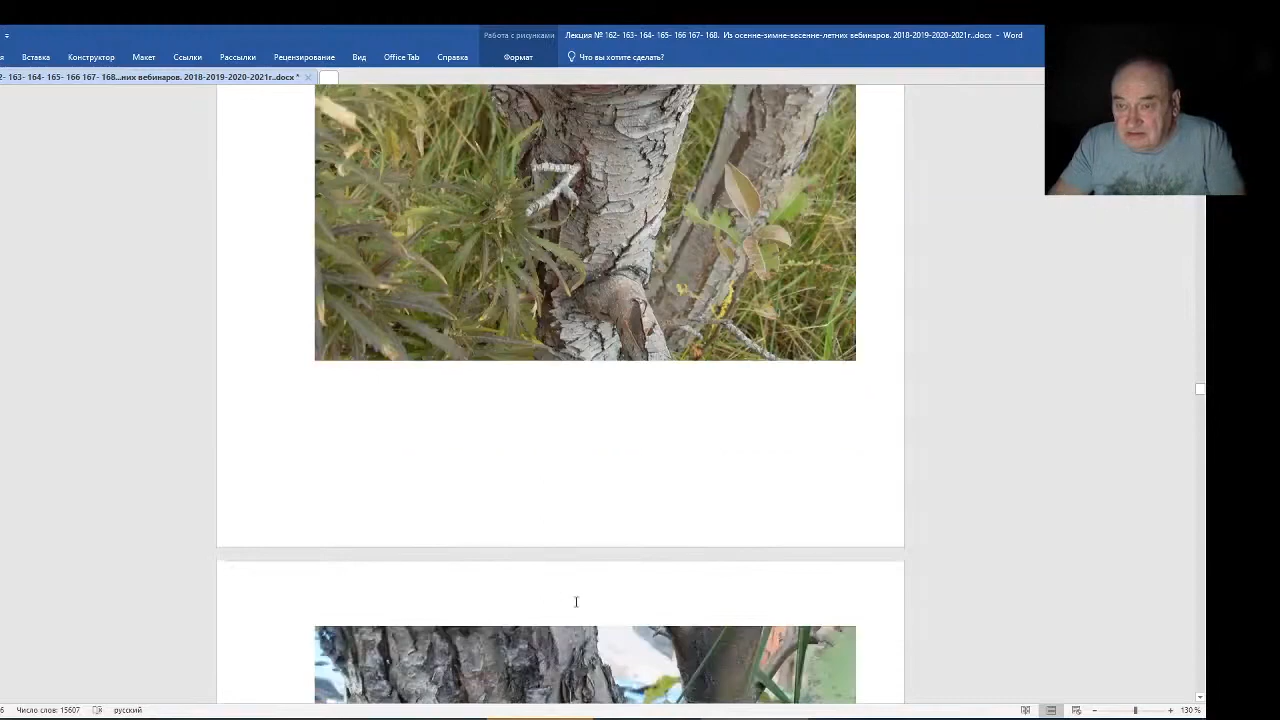 Работа с рисунками
Лекция № 162- 163- 164- 165- 166 167- 168. Из осенне-зимне-весенне-летних вебинаров. 2018-2019-2020-2021г..docx - Word
Вставка Конструктор Макет Ссылки Рассылки Рецензирование Вид Office Tab Справка Формат Что вы хотите сделать?
2- 163- 164- 165- 166 167- 168...них вебинаров. 2018-2019-2020-2021г..docx *
6 Число слов: 15607 русский 130 %